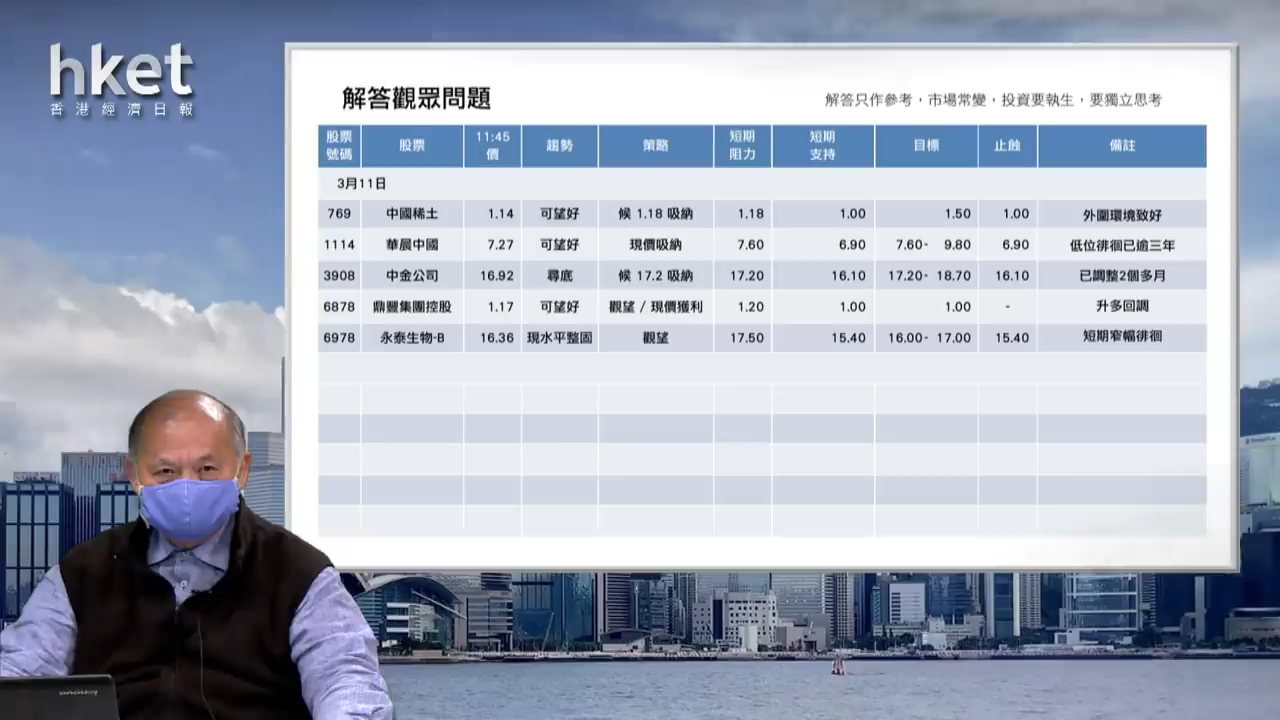 hket
香港經濟日報
解答觀眾問題
解答只作參考，市場常變，投資要執生，要獨立思考
股票號碼 股票 11:45價 趨勢 策略 短期阻力 短期支持 目標 止蝕 備註
3月11日
769 中國稀土 1.14 可望好 候 1.18 吸納 1.18 1.00 1.50 1.00 外圍環境致好
1114 華晨中國 7.27 可望好 現價吸納 7.60 6.90 7.60- 9.80 6.90 低位徘徊已逾三年
3908 中金公司 16.92 尋底 候 17.2 吸納 17.20 16.10 17.20- 18.70 16.10 已調整2個多月
6878 鼎豐集團控股 1.17 可望好 觀望 / 現價獲利 1.20 1.00 1.00 - 升多回調
6978 永泰生物-B 16.36 現水平整固 觀望 17.50 15.40 16.00- 17.00 15.40 短期窄幅徘徊